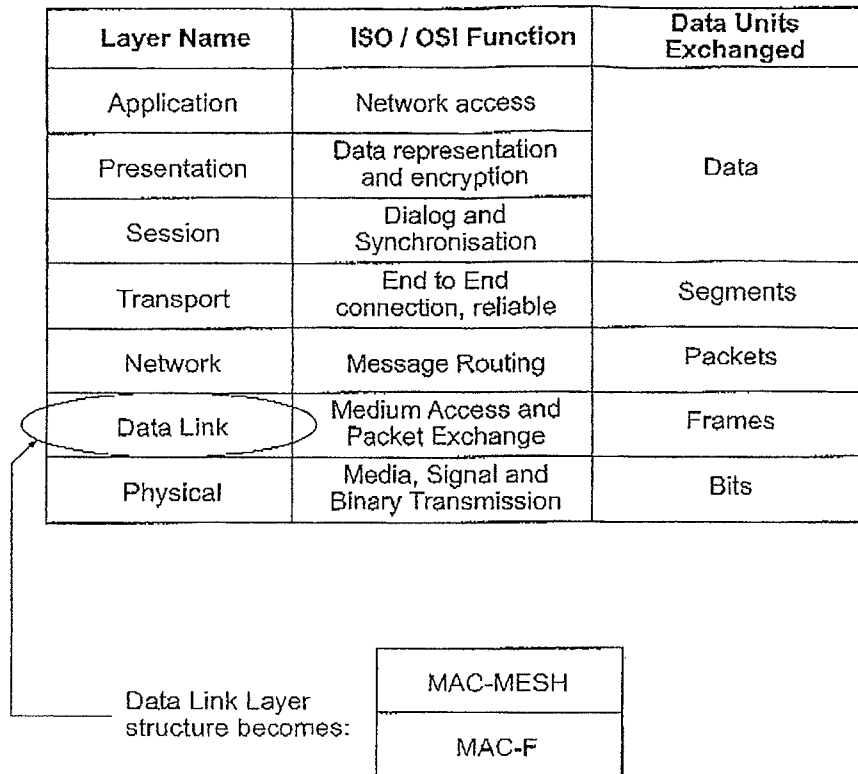 Layer Name
ISO / OSI Function
Data Units
Exchanged
Application
Network access
Data
Presentation
Data representation
and encryption
Session
Dialog and
Synchronisation
Transport
End to End
connection, reliable
Segments
Network
Message Routing
Packets
Data Link
Medium Access and
Packet Exchange
Frames
Physical
Media, Signal and
Binary Transmission
Bits
Data Link Layer
structure becomes:
MAC-MESH
MAC-F